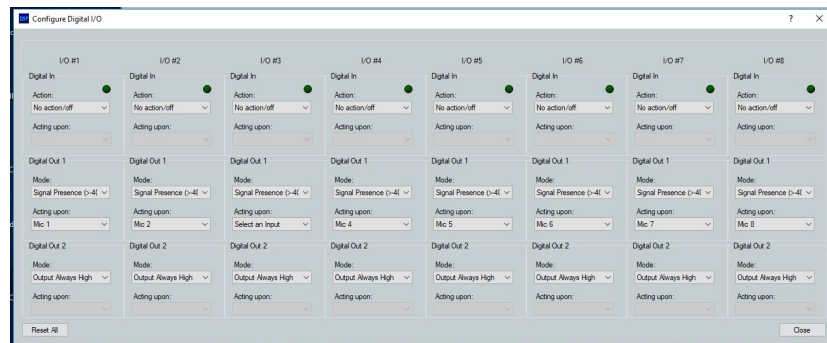 DSP Configure Digital I/O ? ×
I/O #1 I/O #2 I/O #3 I/O #4 I/O #5 I/O #6 I/O #7 I/O #8
Digital In Digital In Digital In Digital In Digital In Digital In Digital In Digital In
Action: Action: Action: Action: Action: Action: Action: Action:
No action/off No action/off No action/off No action/off No action/off No action/off No action/off No action/off
Acting upon: Acting upon: Acting upon: Acting upon: Acting upon: Acting upon: Acting upon: Acting upon:
Digital Out 1 Digital Out 1 Digital Out 1 Digital Out 1 Digital Out 1 Digital Out 1 Digital Out 1 Digital Out 1
Mode: Mode: Mode: Mode: Mode: Mode: Mode: Mode:
Signal Presence (>-4( Signal Presence (>-4( Signal Presence (>-4( Signal Presence (>-4( Signal Presence (>-4( Signal Presence (>-4( Signal Presence (>-4( Signal Presence (>-4(
Acting upon: Acting upon: Acting upon: Acting upon: Acting upon: Acting upon: Acting upon: Acting upon:
Mic 1 Mic 2 Select an Input Mic 4 Mic 5 Mic 6 Mic 7 Mic 8
Digital Out 2 Digital Out 2 Digital Out 2 Digital Out 2 Digital Out 2 Digital Out 2 Digital Out 2 Digital Out 2
Mode: Mode: Mode: Mode: Mode: Mode: Mode: Mode:
Output Always High Output Always High Output Always High Output Always High Output Always High Output Always High Output Always High Output Always High
Acting upon: Acting upon: Acting upon: Acting upon: Acting upon: Acting upon: Acting upon: Acting upon:
Reset All Close